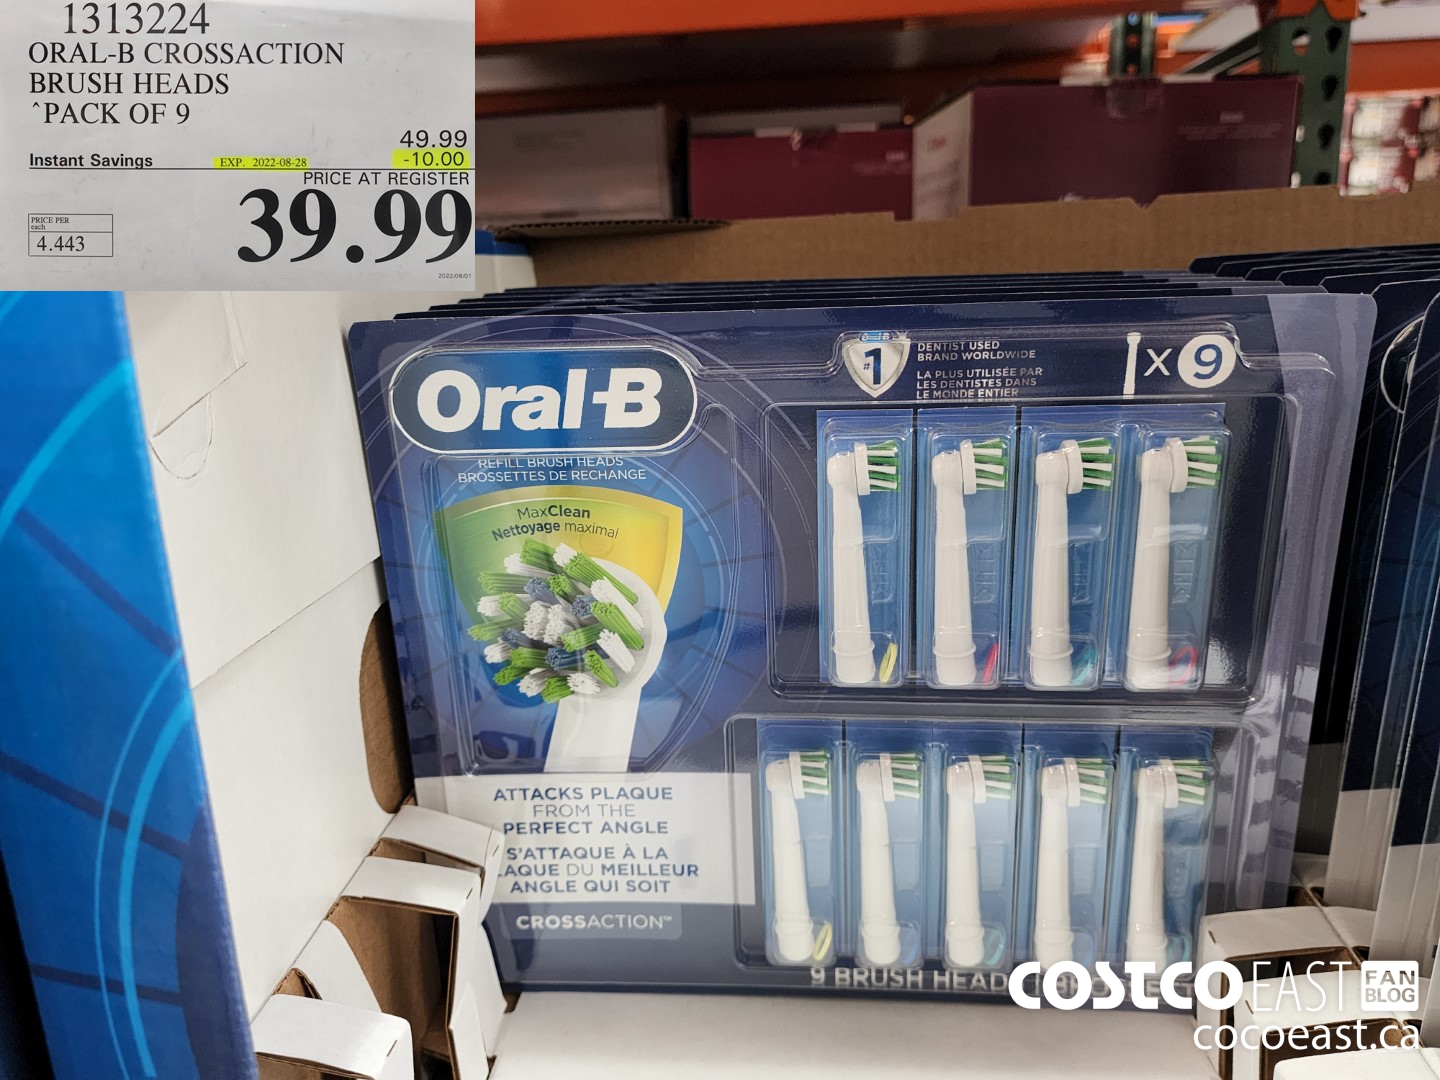 1313224
ORAL-B CROSSACTION
BRUSH HEADS
^PACK OF 9
49.99
Instant Savings EXP. 2022-08-28 -10.00
PRICE AT REGISTER
39.99
PRICE PER
each
4.443
2022/08/01
Oral-B
REFILL BRUSH HEADS
BROSSETTES DE RECHANGE
MaxClean
Nettoyage maximal
#1
DENTIST USED
BRAND WORLDWIDE
LA PLUS UTILISÉE PAR
LES DENTISTES DANS
LE MONDE ENTIER
X 9
ATTACKS PLAQUE
FROM THE
PERFECT ANGLE
S'ATTAQUE À LA
LAQUE DU MEILLEUR
ANGLE QUI SOIT
CROSSACTION™
9 BRUSH HEAD
COSTCO EAST FAN BLOG
cocoeast.ca